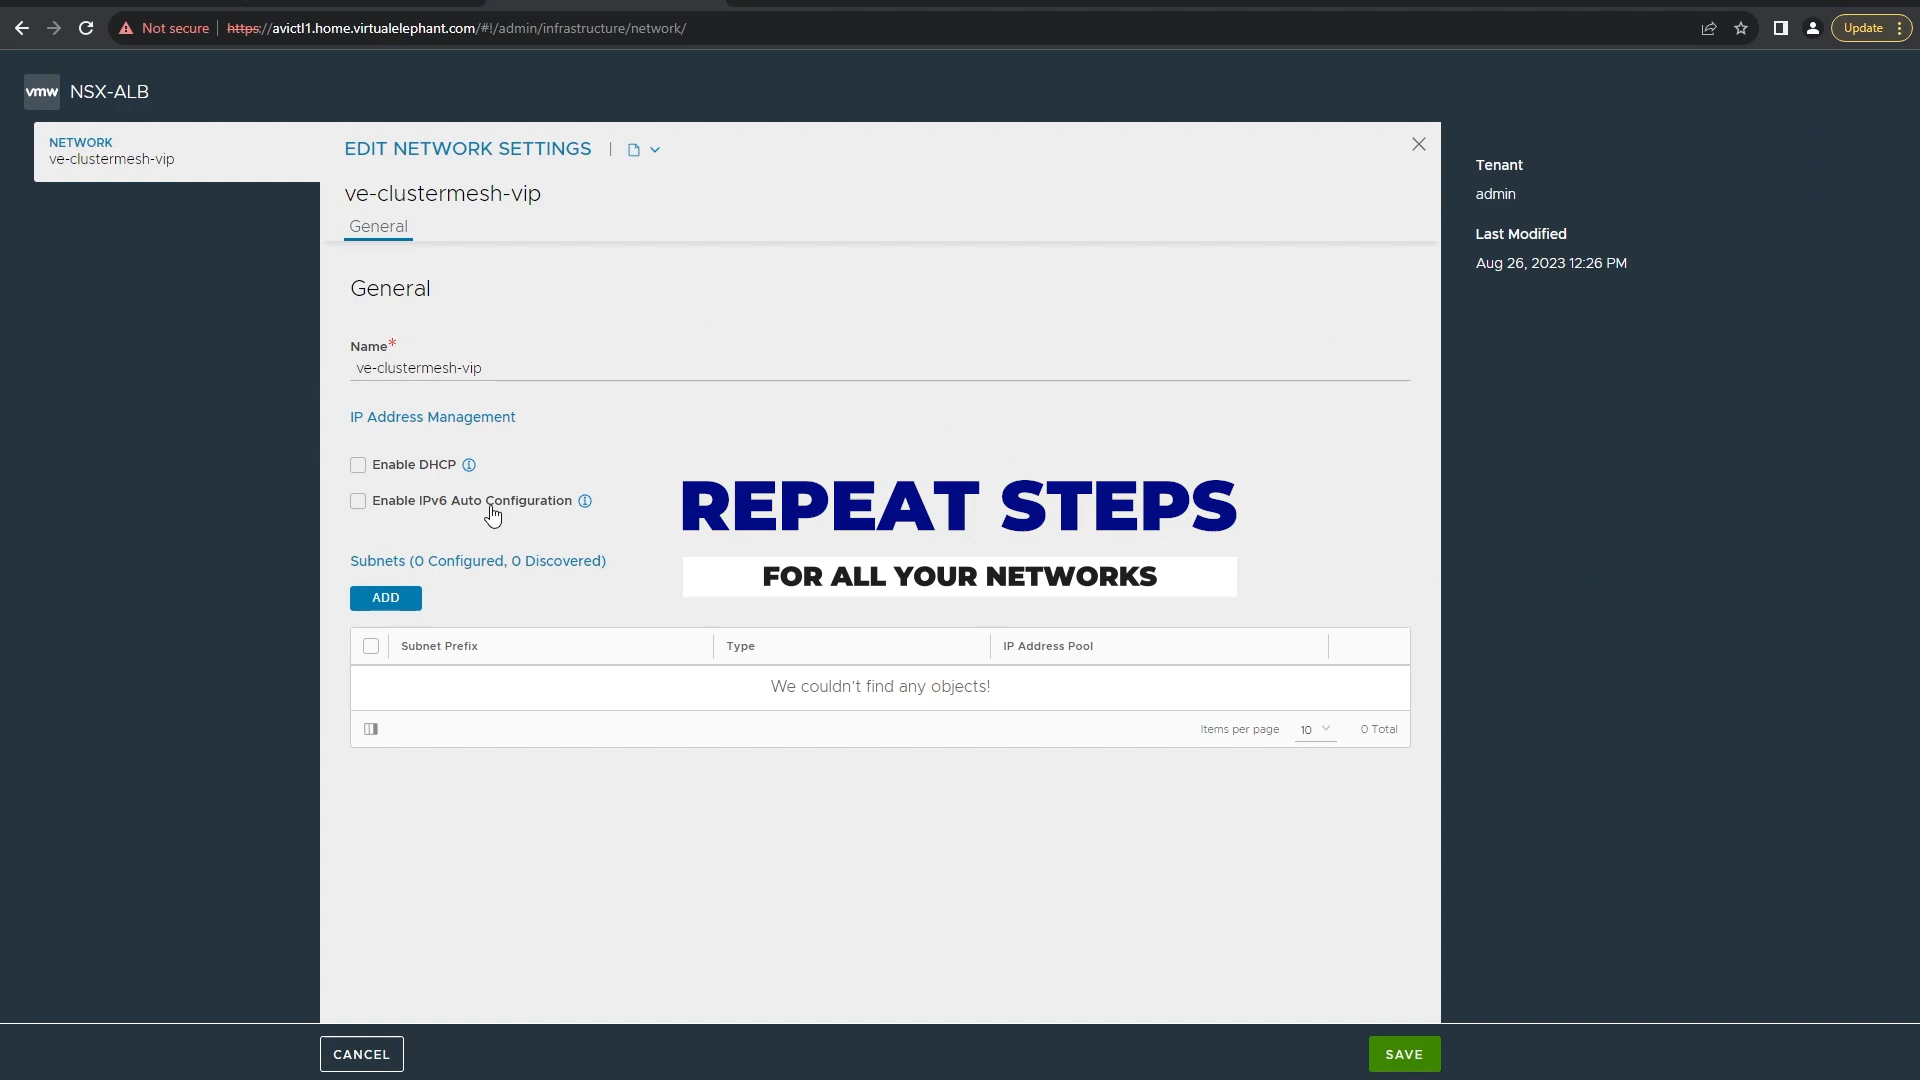 Not secure | https://avictl1.home.virtualelephant.com/#!/admin/infrastructure/network/
Update
vmw NSX-ALB
NETWORK
ve-clustermesh-vip
EDIT NETWORK SETTINGS |
ve-clustermesh-vip
General
Tenant
admin
Last Modified
Aug 26, 2023 12:26 PM
General
Name*
ve-clustermesh-vip
IP Address Management
Enable DHCP
Enable IPv6 Auto Configuration
REPEAT STEPS
FOR ALL YOUR NETWORKS
Subnets (0 Configured, 0 Discovered)
ADD
Subnet Prefix Type IP Address Pool
We couldn't find any objects!
Items per page 10 0 Total
CANCEL SAVE